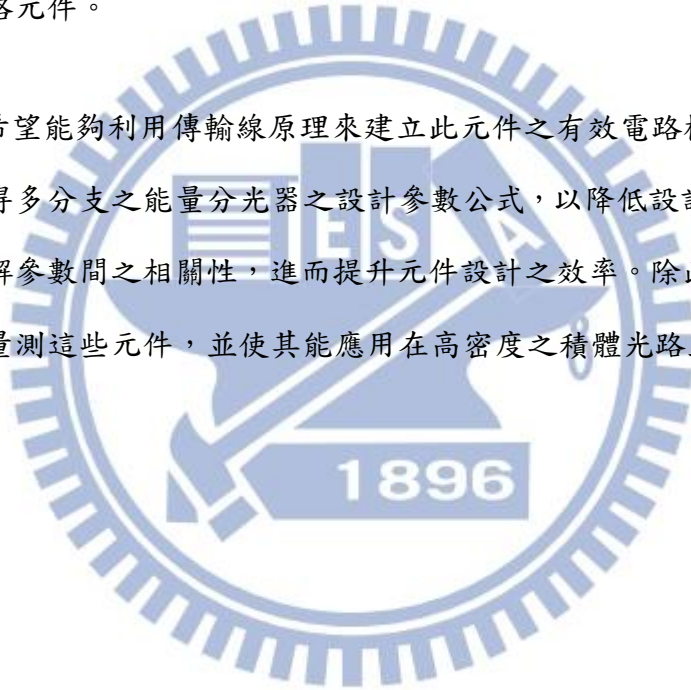 路元件。
希望能夠利用傳輸線原理來建立此元件之有效電路
得多分支之能量分光器之設計參數公式，以降低設
解參數間之相關性，進而提升元件設計之效率。除
量測這些元件，並使其能應用在高密度之積體光路
ESA
1896